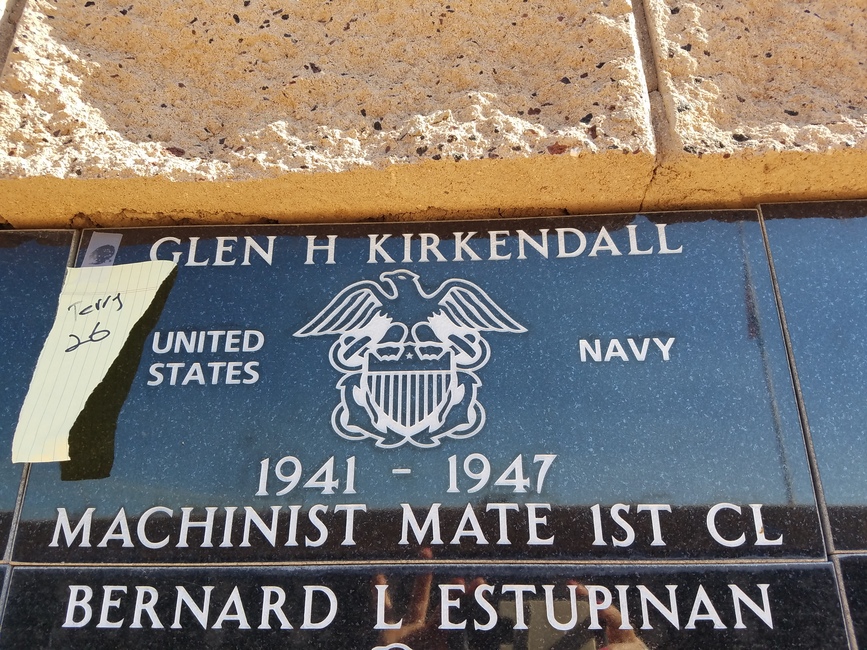 GLEN H KIRKENDALL
Terry
26
UNITED
STATES
NAVY
1941 - 1947
MACHINIST MATE 1ST CL
BERNARD L ESTUPINAN